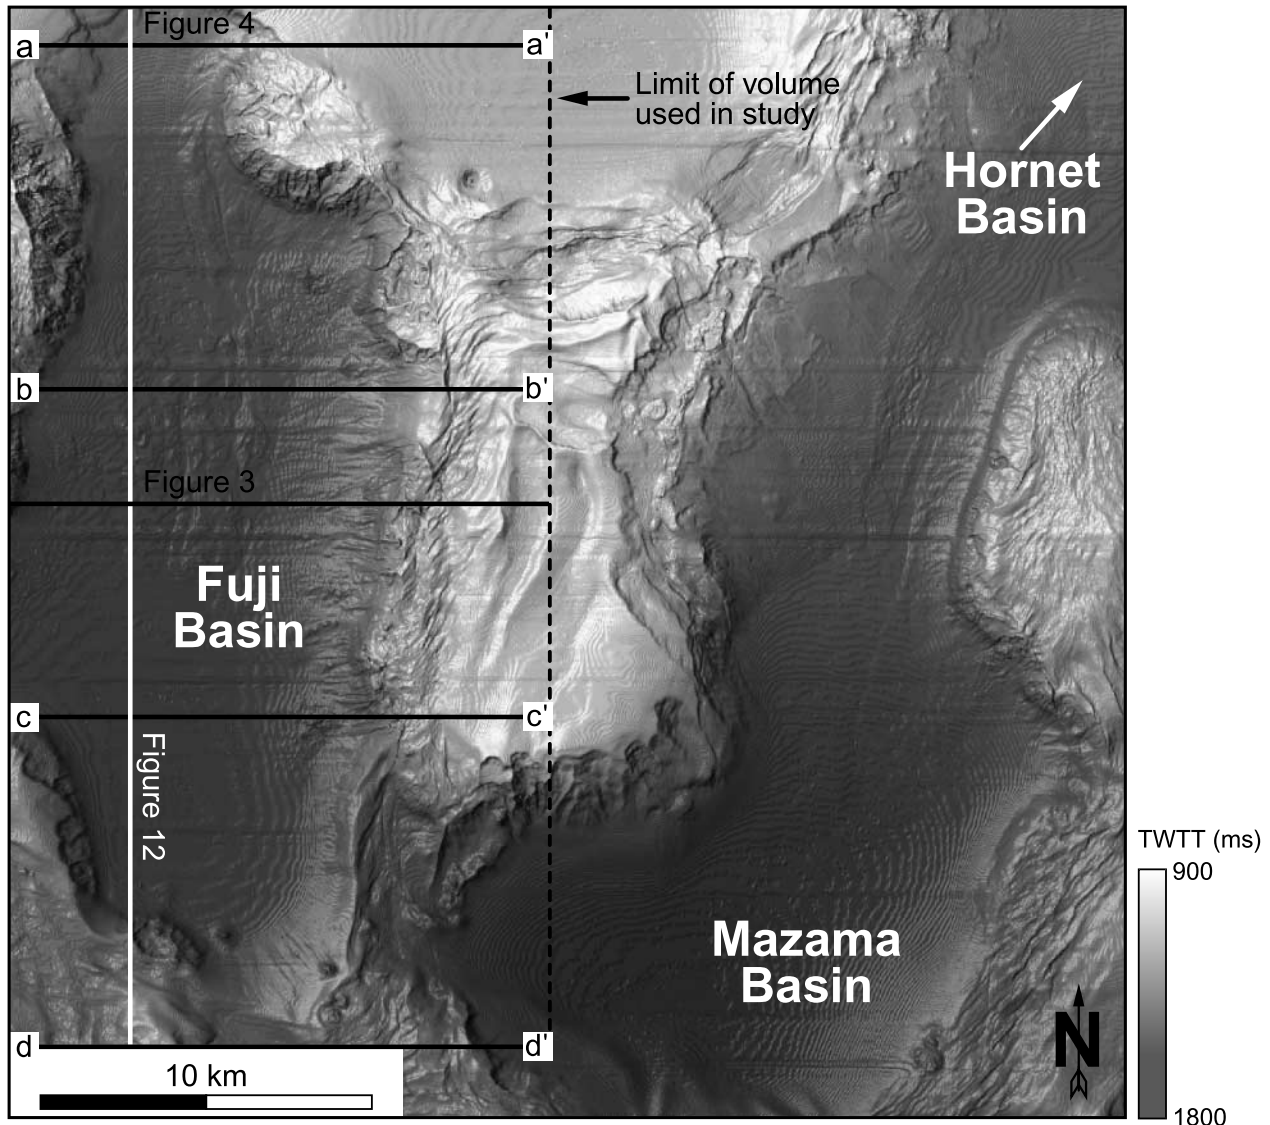 Figure 4
a
a'
Limit of volume
used in study
Hornet
Basin
b
b'
Figure 3
Fuji
Basin
c
c'
Figure 12
TWTT (ms)
900
1800
Mazama
Basin
N
d
d'
10 km